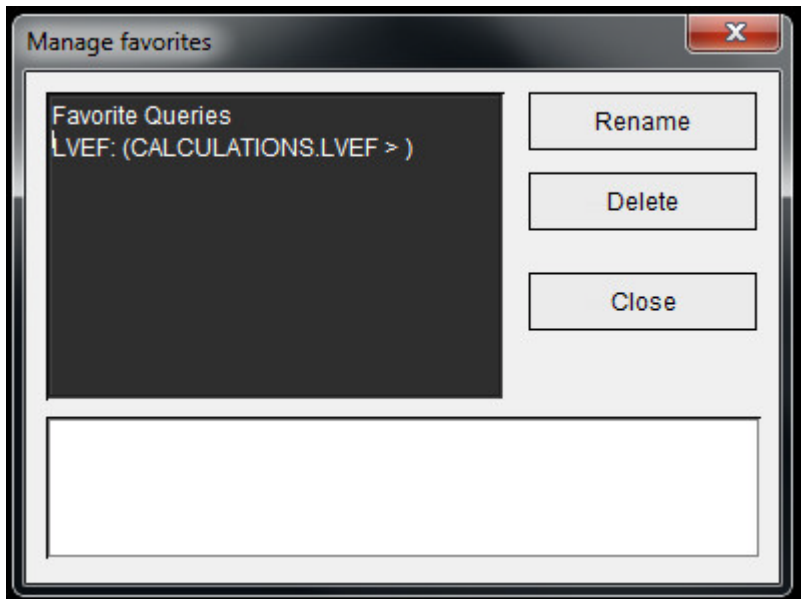 Manage favorites
Favorite Queries
LVEF: (CALCULATIONS.LVEF > )
Rename
Delete
Close